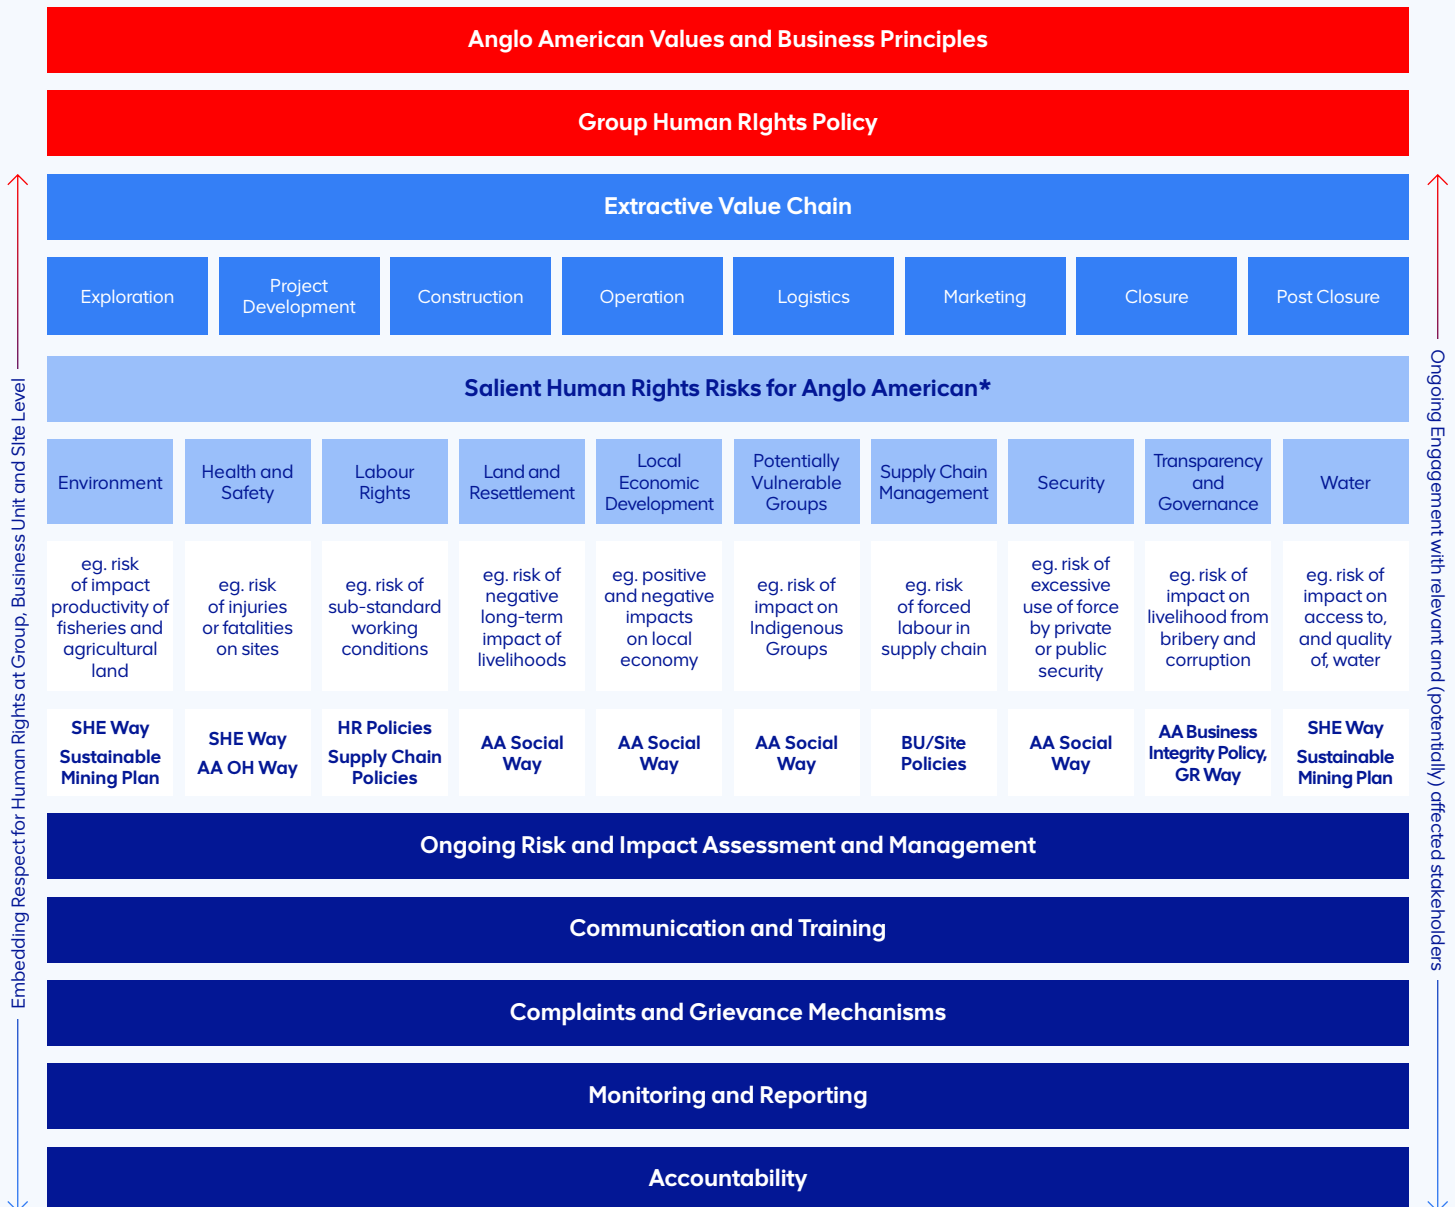 Anglo American Values and Business Principles
Group Human RIghts Policy
Extractive Value Chain
Exploration
Project
Development
Construction
Operation
Logistics
Marketing
Closure
Post Closure
Salient Human Rights Risks for Anglo American*
Environment
Health and
Safety
Labour
Rights
Land and
Resettlement
Local
Economic
Development
Potentially
Vulnerable
Groups
Supply Chain
Management
Security
Transparency
and
Governance
Water
eg. risk
of impact
productivity of
fisheries and
agricultural
land
eg. risk
of injuries
or fatalities
on sites
eg. risk of
sub-standard
working
conditions
eg. risk of
negative
long-term
impact of
livelihoods
eg. positive
and negative
impacts
on local
economy
eg. risk of
impact on
Indigenous
Groups
eg. risk
of forced
labour in
supply chain
eg. risk of
excessive
use of force
by private
or public
security
eg. risk of
impact on
livelihood from
bribery and
corruption
eg. risk of
impact on
access to,
and quality
of, water
SHE Way
Sustainable
Mining Plan
SHE Way
AA OH Way
HR Policies
Supply Chain
Policies
AA Social
Way
AA Social
Way
AA Social
Way
BU/Site
Policies
AA Social
Way
AA Business
Integrity Policy,
GR Way
SHE Way
Sustainable
Mining Plan
Ongoing Risk and Impact Assessment and Management
Communication and Training
Complaints and Grievance Mechanisms
Monitoring and Reporting
Accountability
Embedding Respect for Human Rights at Group, Business Unit and SIte Level
Ongoing Engagement with relevant and (potentially) affected stakeholders